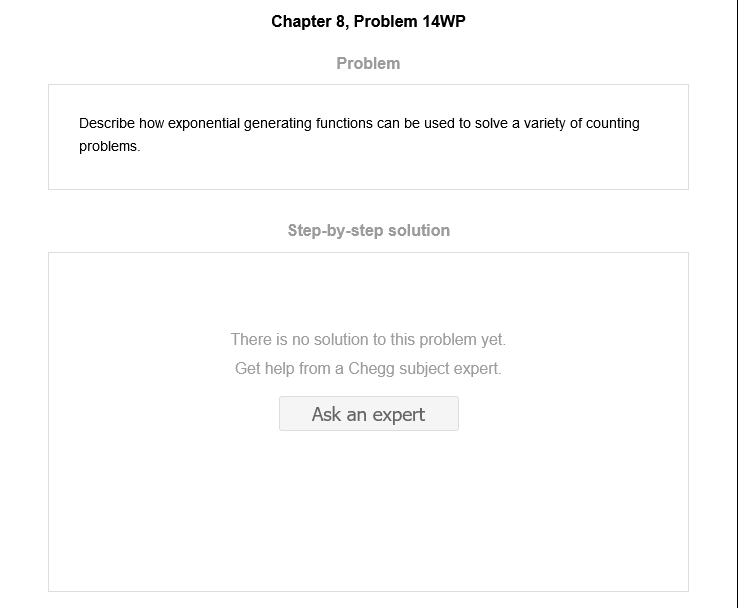 Chapter 8, Problem 14WP
Problem
Describe how exponential generating functions can be used to solve a variety of counting
problems.
Step-by-step solution
There is no solution to this problem yet.
Get help from a Chegg subject expert.
Ask an expert